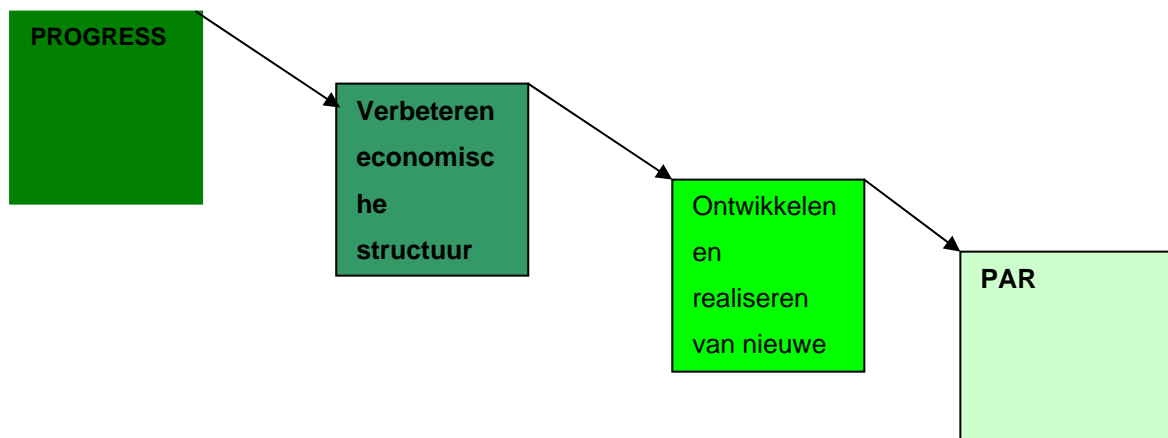 PROGRESS
Verbeteren
economisc
he
structuur
Ontwikkelen
en
realiseren
van nieuwe
PAR